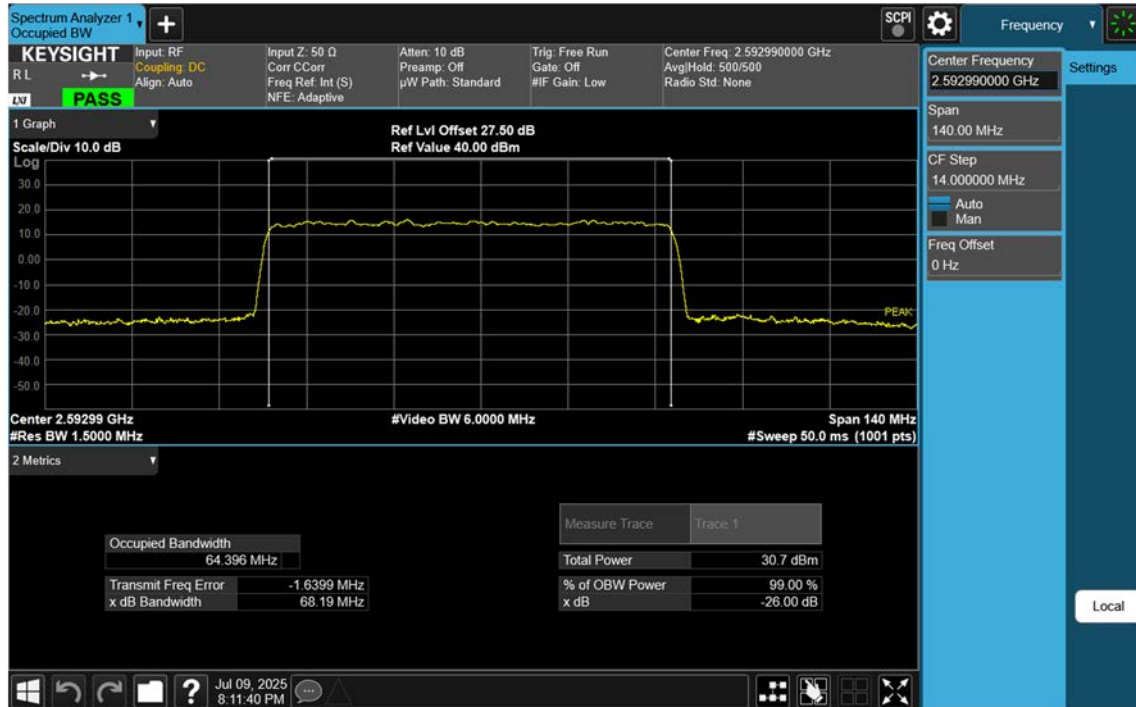 Spectrum Analyzer 1
Occupied BW
SCPI
Frequency
KEYSIGHT
R L
LXI
PASS
Input: RF
Coupling: DC
Align: Auto
Input Z: 50 Ω
Corr CCorr
Freq Ref: Int (S)
NFE: Adaptive
Atten: 10 dB
Preamp: Off
µW Path: Standard
Trig: Free Run
Gate: Off
#IF Gain: Low
Center Freq: 2.592990000 GHz
Avg|Hold: 500/500
Radio Std: None
Center Frequency
2.592990000 GHz
Settings
Span
140.00 MHz
CF Step
14.000000 MHz
Auto
Man
Freq Offset
0 Hz
Local
1 Graph
Scale/Div 10.0 dB
Ref Lvl Offset 27.50 dB
Ref Value 40.00 dBm
Log
30.0
20.0
10.0
0.00
-10.0
-20.0
-30.0
-40.0
-50.0
PEAK
Center 2.59299 GHz
#Video BW 6.0000 MHz
Span 140 MHz
#Res BW 1.5000 MHz
#Sweep 50.0 ms (1001 pts)
2 Metrics
Measure Trace Trace 1
Occupied Bandwidth
64.396 MHz
Total Power 30.7 dBm
Transmit Freq Error -1.6399 MHz
% of OBW Power 99.00 %
x dB Bandwidth 68.19 MHz
x dB -26.00 dB
Jul 09, 2025
8:11:40 PM